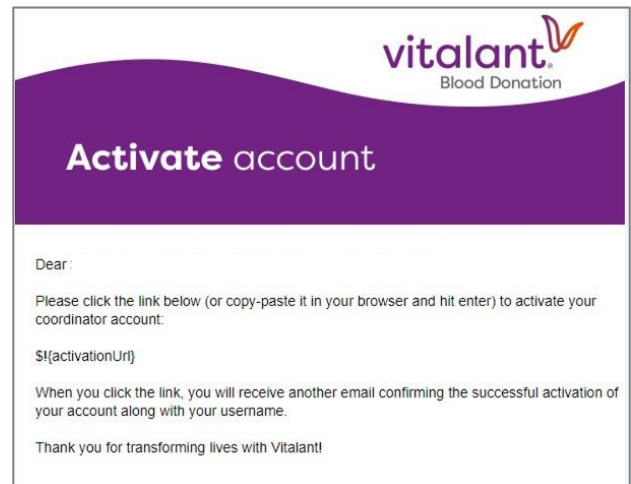 vitalant®
Blood Donation
Activate account
Dear :
Please click the link below (or copy-paste it in your browser and hit enter) to activate your
coordinator account:
$!{activationUrl}
When you click the link, you will receive another email confirming the successful activation of
your account along with your username.
Thank you for transforming lives with Vitalant!